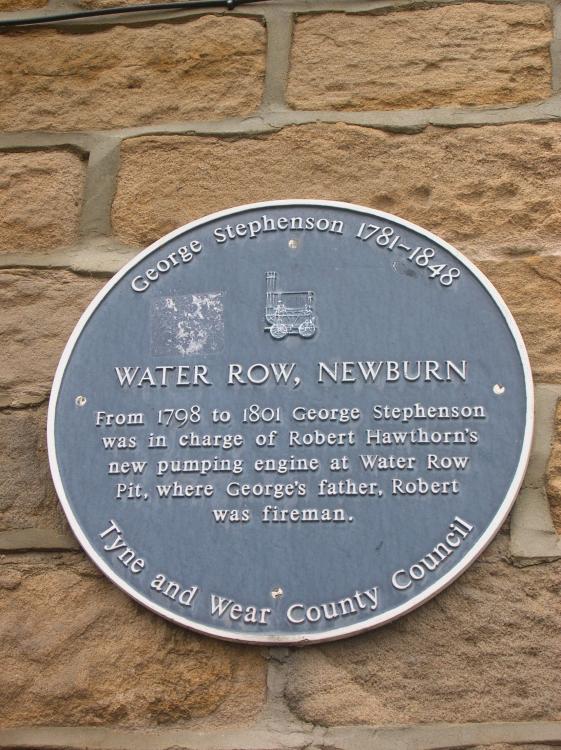 George Stephenson 1781-1848
WATER ROW, NEWBURN
From 1798 to 1801 George Stephenson
was in charge of Robert Hawthorn's
new pumping engine at Water Row
Pit, where George's father, Robert
was fireman.
Tyne and Wear County Council